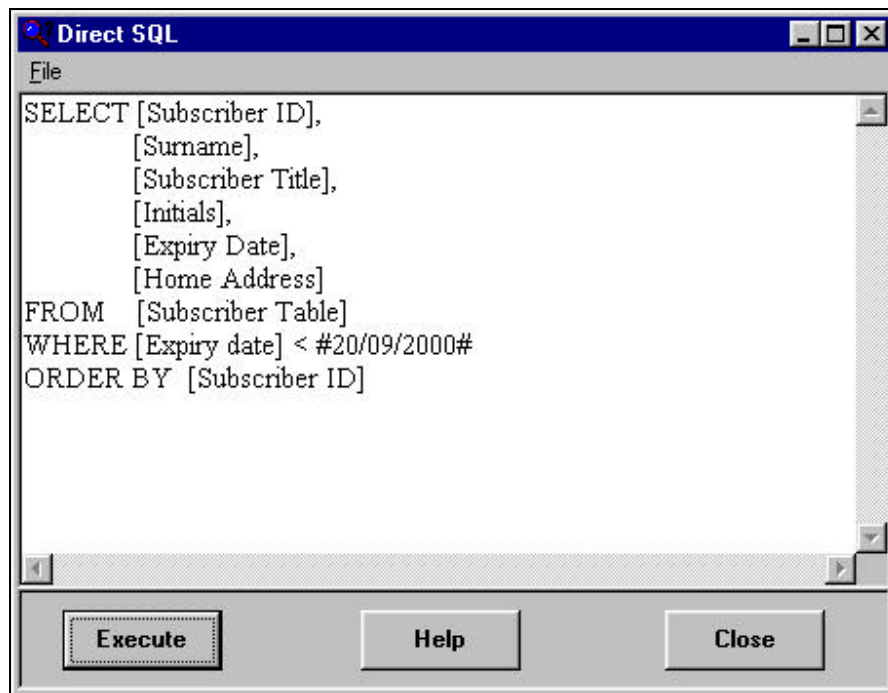 Direct SQL
File
SELECT [Subscriber ID],
[Surname],
[Subscriber Title],
[Initials],
[Expiry Date],
[Home Address]
FROM [Subscriber Table]
WHERE [Expiry date] < #20/09/2000#
ORDER BY [Subscriber ID]
Execute Help Close